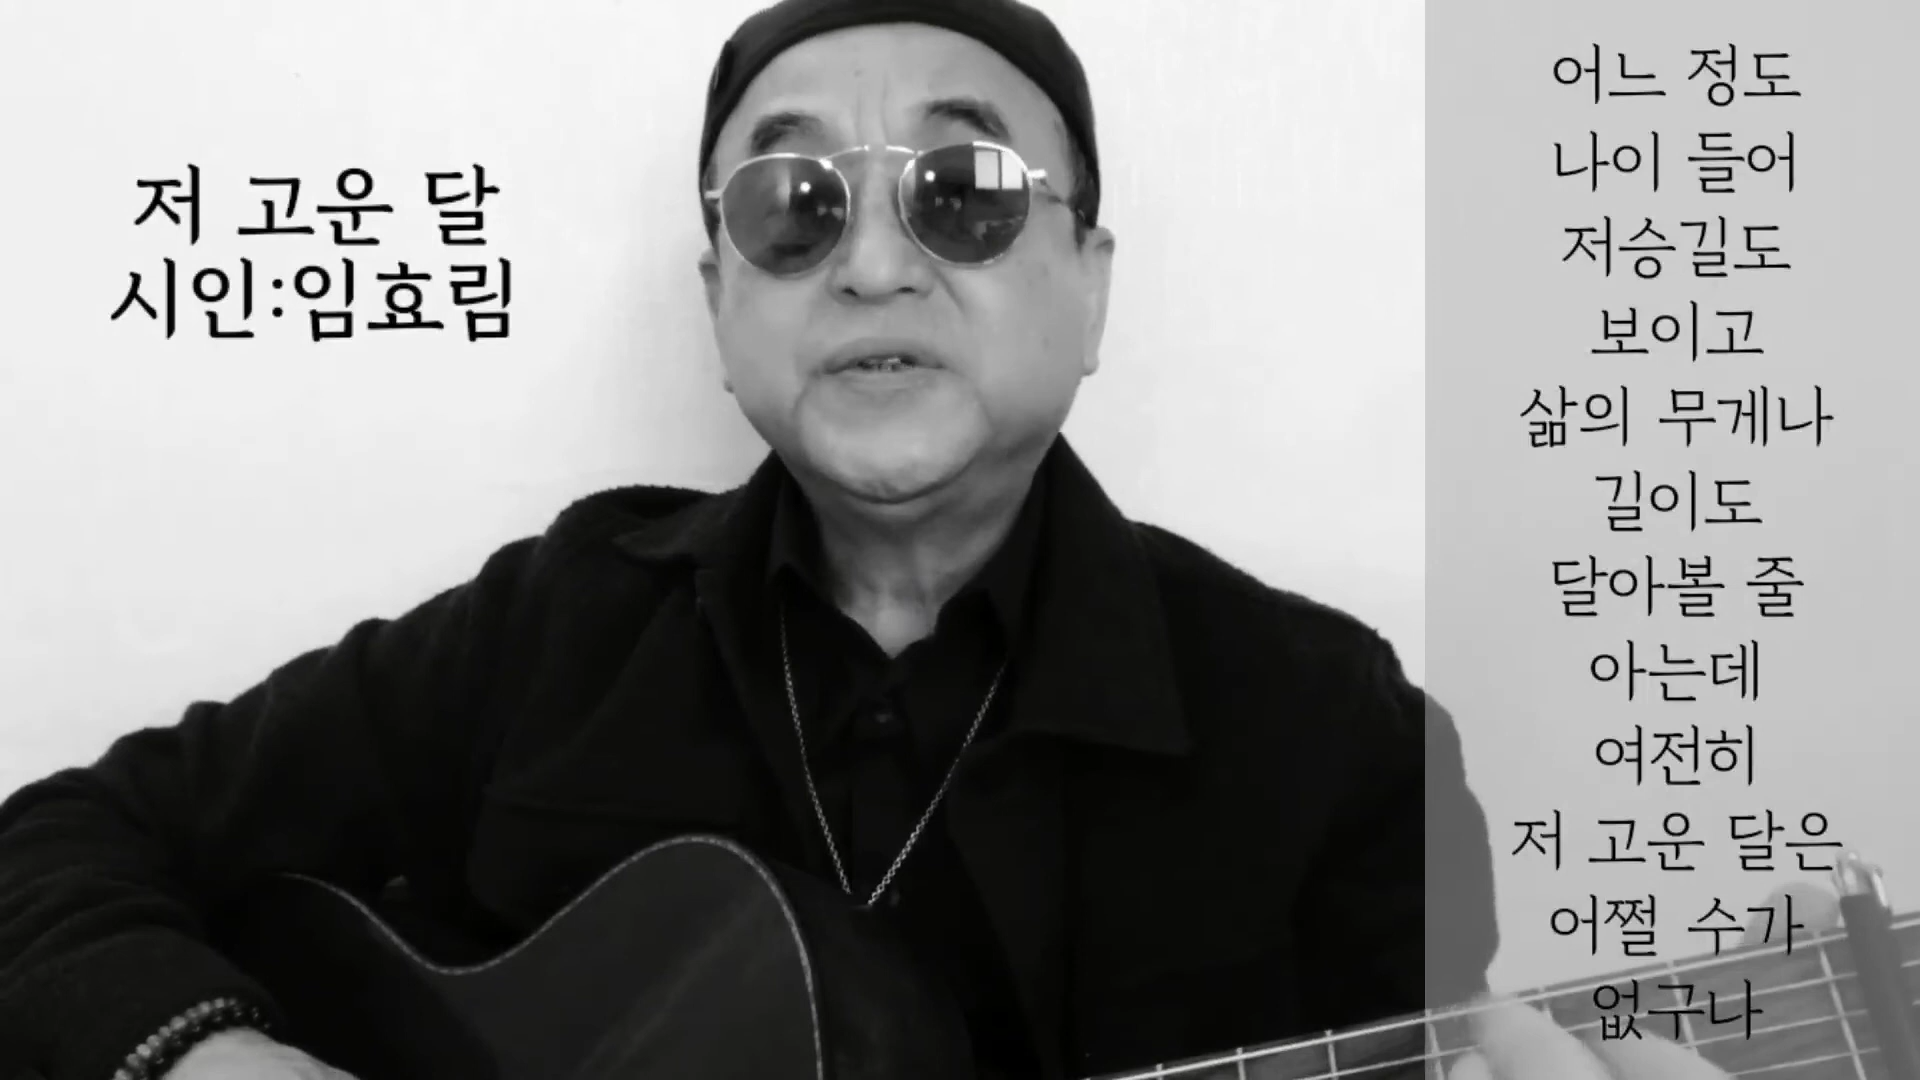 저 고운 달
시인:임효림
어느 정도
나이 들어
저승길도
보이고
삶의 무게나
길이도
달아볼 줄
아는데
여전히
저 고운 달은
어쩔 수가
없구나